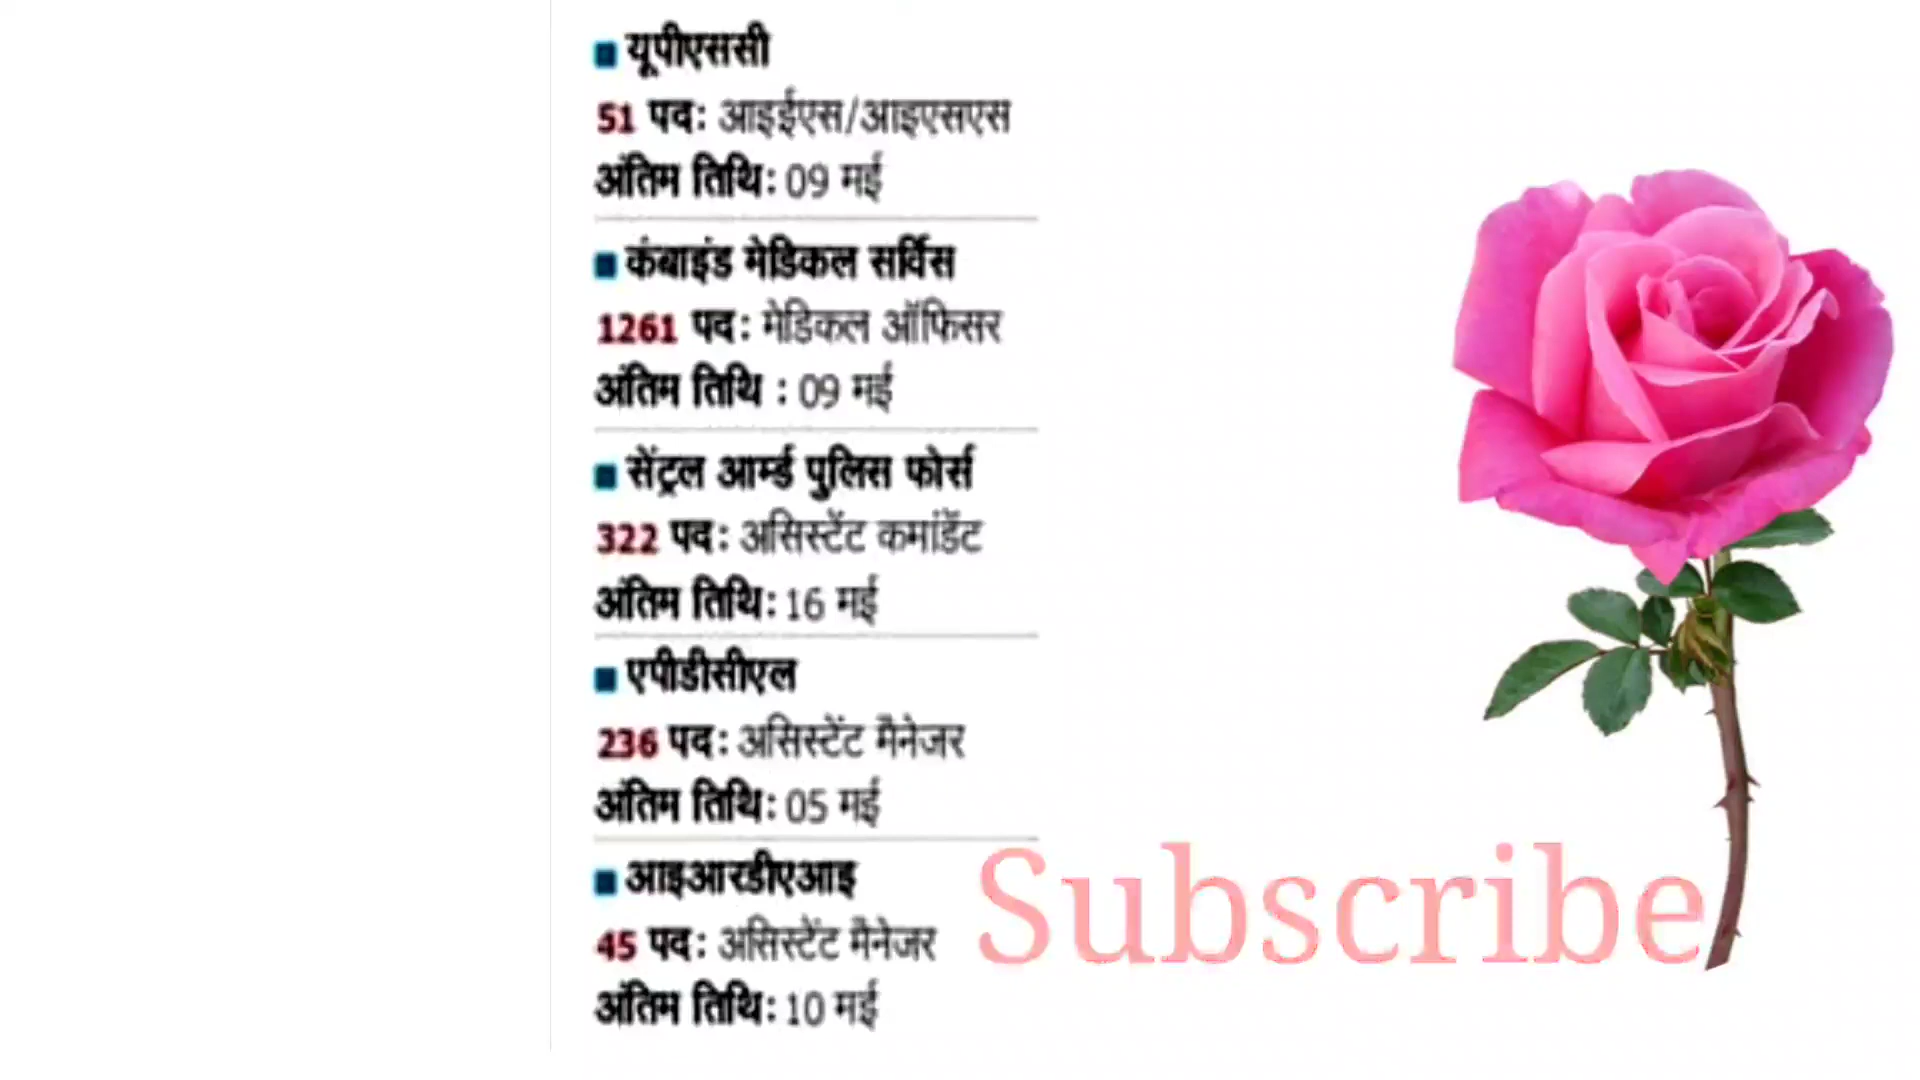 यूपीएससी
51 पद: आइईएस/आइएसएस
अंतिम तिथि: 09 मई
कंबाइंड मेडिकल सर्विस
1261 पद: मेडिकल ऑफिसर
अंतिम तिथि : 09 मई
सेंट्रल आर्म्ड पुलिस फोर्स
322 पद: असिस्टेंट कमांडेंट
अंतिम तिथि: 16 मई
एपीडीसीएल
236 पद: असिस्टेंट मैनेजर
अंतिम तिथि: 05 मई
आइआरडीएआइ
45 पद: असिस्टेंट मैनेजर
अंतिम तिथि: 10 मई
Subscribe